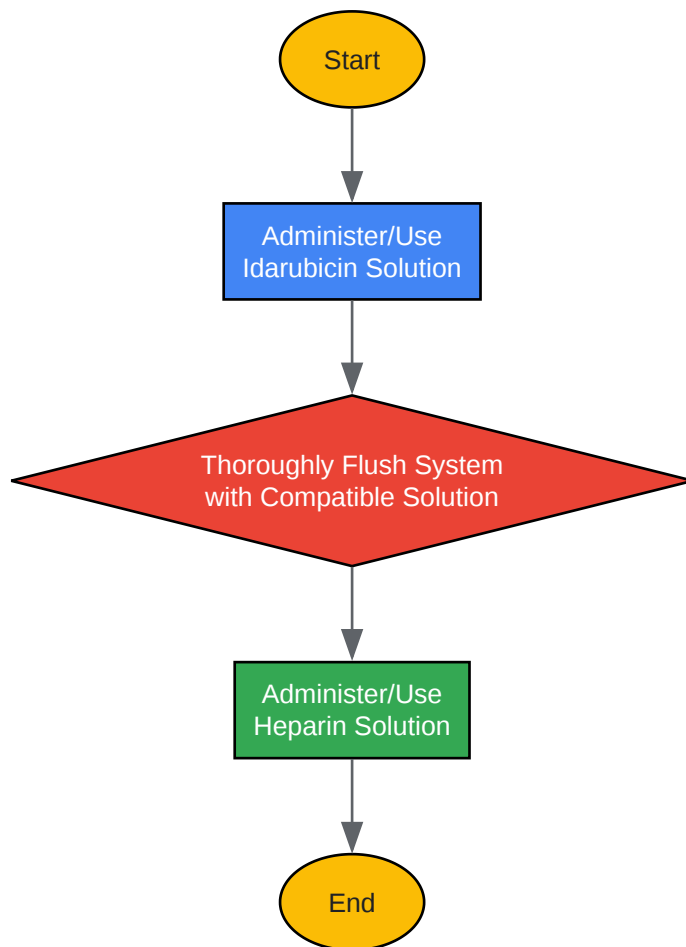 Start
Administer/Use
Idarubicin Solution
Thoroughly Flush System
with Compatible Solution
Administer/Use
Heparin Solution
End